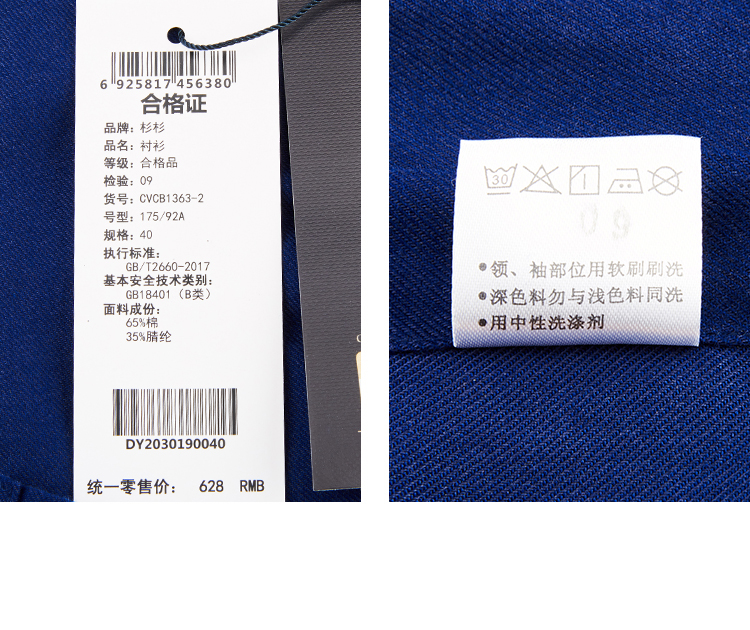 6 925817 456380
合格证
品牌: 杉杉
品名: 衬衫
等级: 合格品
检验: 09
货号: CVCB1363-2
号型: 175/92A
规格: 40
执行标准:
GB/T2660-2017
基本安全技术类别:
GB18401 (B类)
面料成份:
65%棉
35%腈纶
DY2030190040
统一零售价: 628 RMB
30
09
•领、袖部位用软刷刷洗
•深色料勿与浅色料同洗
•用中性洗涤剂